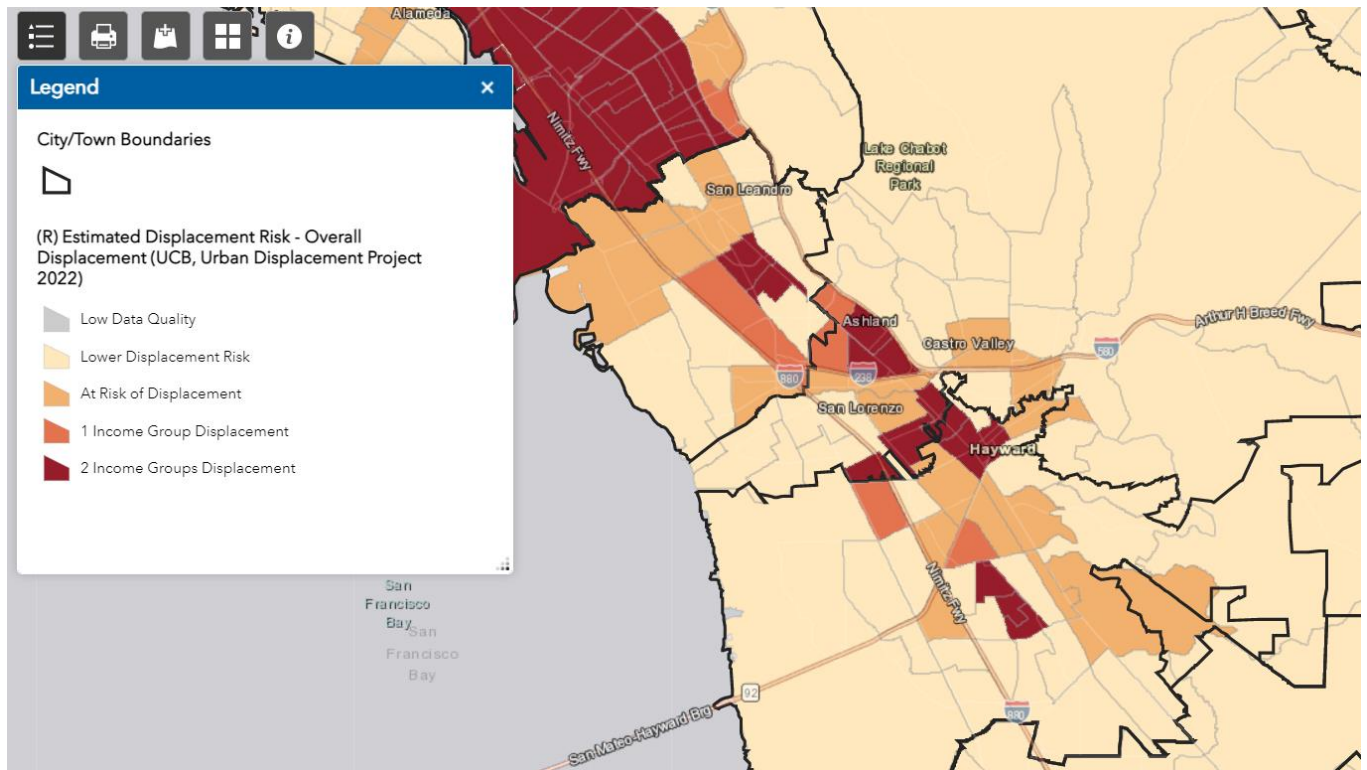 Legend
×
City/Town Boundaries
(R) Estimated Displacement Risk - Overall
Displacement (UCB, Urban Displacement Project
2022)
Low Data Quality
Lower Displacement Risk
At Risk of Displacement
1 Income Group Displacement
2 Income Groups Displacement
Alameda
Nimitz Fwy
Lake Chabot
Regional
Park
San Leandro
Ashland
Castro Valley
Arthur H Breed Fwy
580
880
238
San Lorenzo
Hayward
Nimitz Fwy
San
Francisco
Bay
San
Francisco
Bay
92
880
San Mateo-Hayward Brg